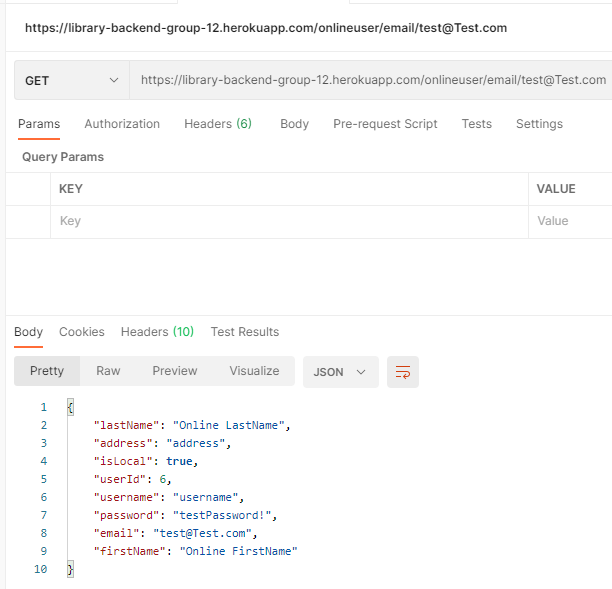 https://library-backend-group-12.herokuapp.com/onlineuser/email/test@Test.com
GET https://library-backend-group-12.herokuapp.com/onlineuser/email/test@Test.com
Params Authorization Headers (6) Body Pre-request Script Tests Settings
Query Params
KEY VALUE
Key Value
Body Cookies Headers (10) Test Results
Pretty Raw Preview Visualize JSON
1 {
2 "lastName": "Online LastName",
3 "address": "address",
4 "isLocal": true,
5 "userId": 6,
6 "username": "username",
7 "password": "testPassword!",
8 "email": "test@Test.com",
9 "firstName": "Online FirstName"
10 }